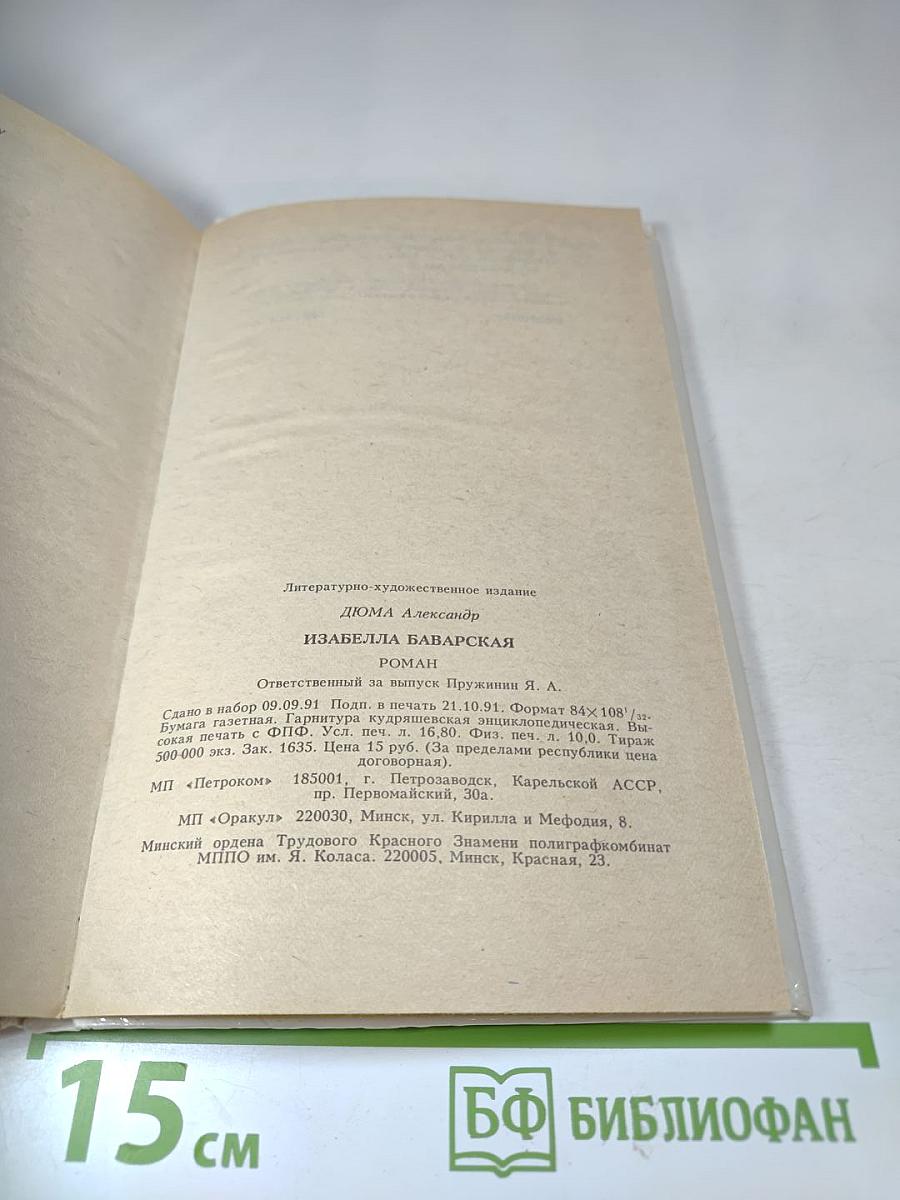 Литературно-художественное издание
ДЮМА Александр
ИЗАБЕЛЛА БАВАРСКАЯ
РОМАН
Ответственный за выпуск Пружинин Я. А.
Сдано в набор 09.09.91 Подп. в печать 21.10.91. Формат 84×108¹/₃₂.
Бумага газетная. Гарнитура кудряшевская энциклопедическая. Вы-
сокая печать с ФПФ. Усл. печ. л. 16,80. Физ. печ. л. 10,0. Тираж
500 000 экз. Зак. 1635. Цена 15 руб. (За пределами республики цена
договорная).
МП «Петроком» 185001, г. Петрозаводск, Карельской АССР,
пр. Первомайский, 30а.
МП «Оракул» 220030, Минск, ул. Кирилла и Мефодия, 8.
Минский ордена Трудового Красного Знамени полиграфкомбинат
МППО им. Я. Коласа. 220005, Минск, Красная, 23.
15 см
БФ БИБЛИОФАН